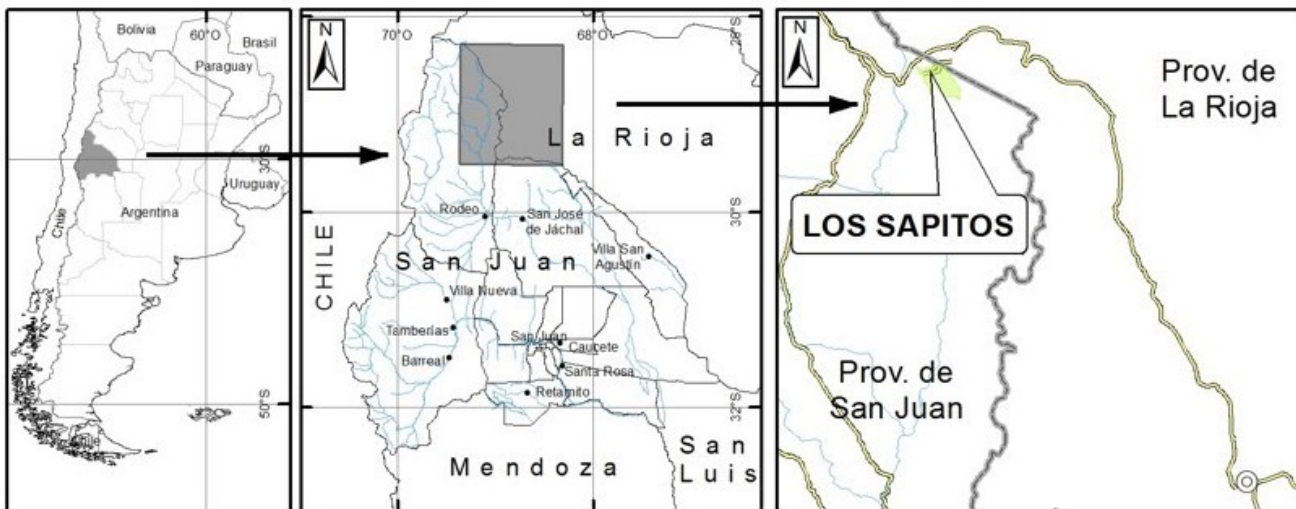 Bolivia
60°O
Brasil
Paraguay
30°S
Uruguay
Chile
Argentina
50°S
Chile
N
70°O
68°O
28°S
La Rioja
Rodeo
30°S
San José
de Jáchal
Villa San
Agustín
CHILE
San Juan
Villa Nueva
Tamberías
San Juan
Caucete
Barreal
Santa Rosa
Retamito
32°S
San
Luis
Mendoza
N
Prov. de
La Rioja
LOS SAPITOS
Prov. de
San Juan